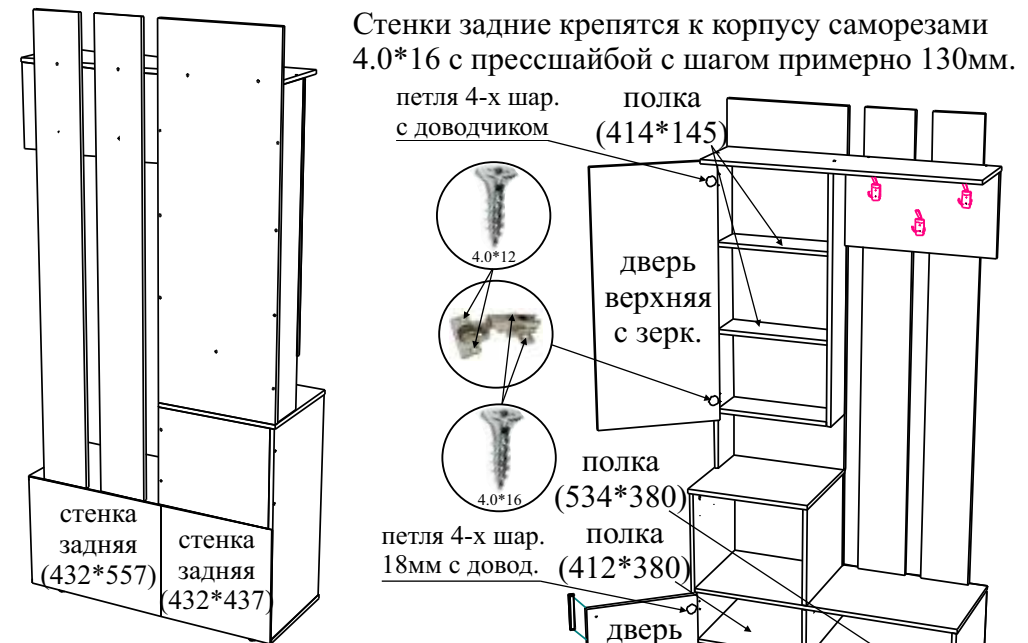 Стенки задние крепятся к корпусу саморезами
4.0*16 с прессшайбой с шагом примерно 130мм.
петля 4-х шар.
с доводчиком
полка
(414*145)
4.0*12
дверь
верхняя
с зерк.
4.0*16
полка
(534*380)
петля 4-х шар.
18мм с довод.
полка
(412*380)
дверь
стенка
задняя
(432*557)
стенка
задняя
(432*437)